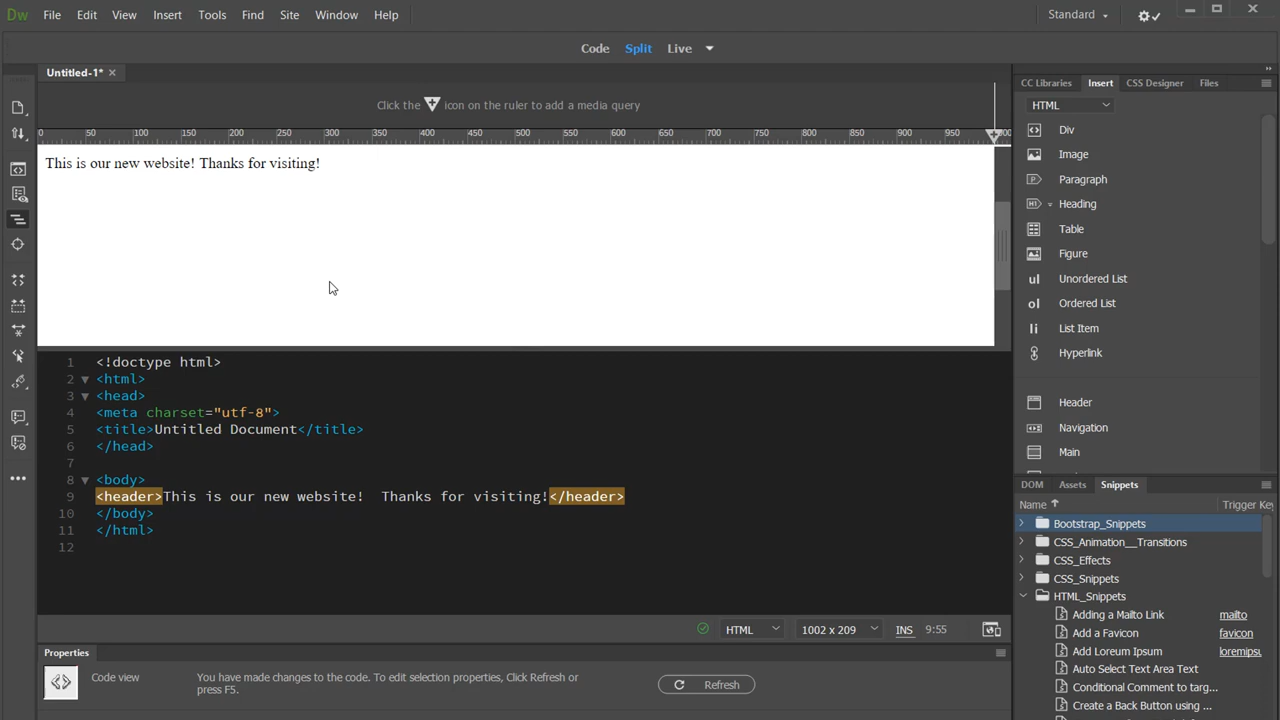 Dw File Edit View Insert Tools Find Site Window Help Standard
Code Split Live
Untitled-1*
CC Libraries Insert CSS Designer Files
Click the icon on the ruler to add a media query
HTML
0 50 100 150 200 250 300 350 400 450 500 550 600 650 700 750 800 850 900 950
Div
This is our new website! Thanks for visiting!
Image
Paragraph
H1 Heading
Table
Figure
ul Unordered List
ol Ordered List
li List Item
Hyperlink
Header
Navigation
Main
1 <!doctype html>
2 <html>
3 <head>
4 <meta charset="utf-8">
5 <title>Untitled Document</title>
6 </head>
7
8 <body>
9 <header>This is our new website!  Thanks for visiting!</header>
10 </body>
11 </html>
12
DOM Assets Snippets
Name Trigger Key
Bootstrap_Snippets
CSS_Animation__Transitions
CSS_Effects
CSS_Snippets
HTML_Snippets
Adding a Mailto Link mailto
Add a Favicon favicon
Add Loreum Ipsum loremipsu
Auto Select Text Area Text
Conditional Comment to targ...
Create a Back Button using ...
HTML 1002 x 209 INS 9:55
Properties
Code view
You have made changes to the code. To edit selection properties, Click Refresh or
press F5.
Refresh